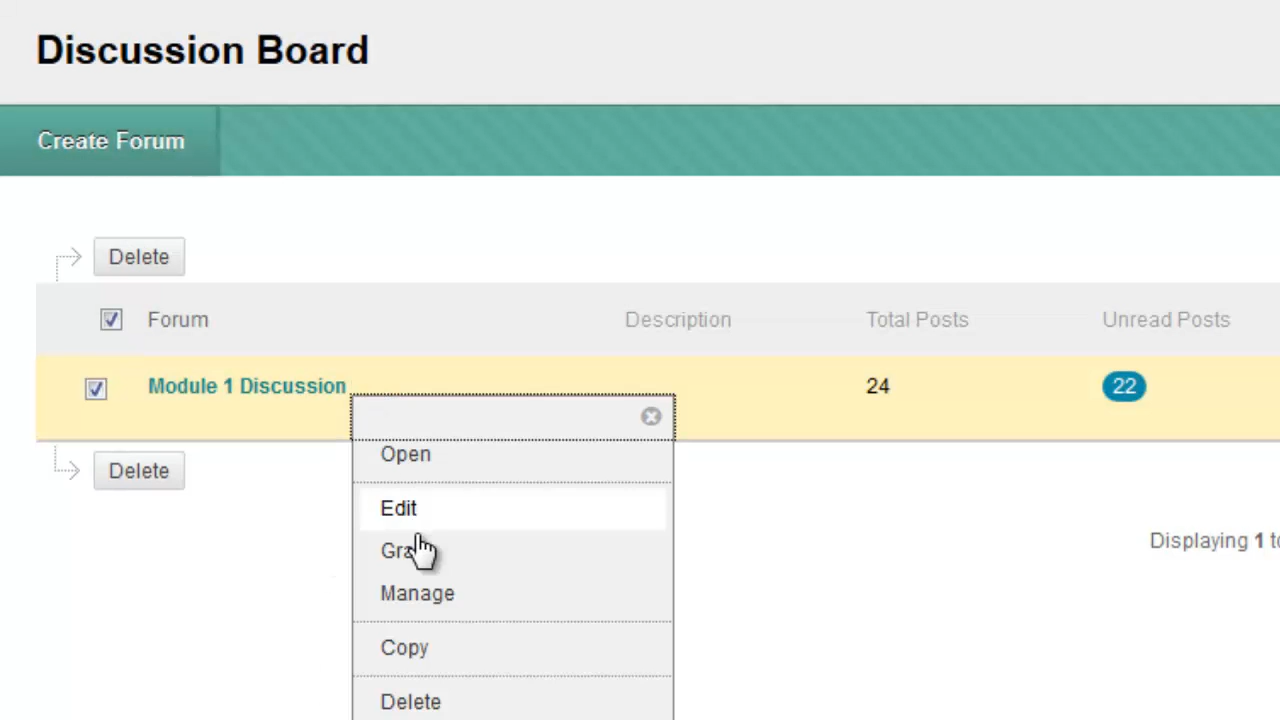 Discussion Board
Create Forum
Delete
Forum Description Total Posts Unread Posts
Module 1 Discussion 24 22
Open
Delete
Edit
Displaying 1
Manage
Copy
Delete